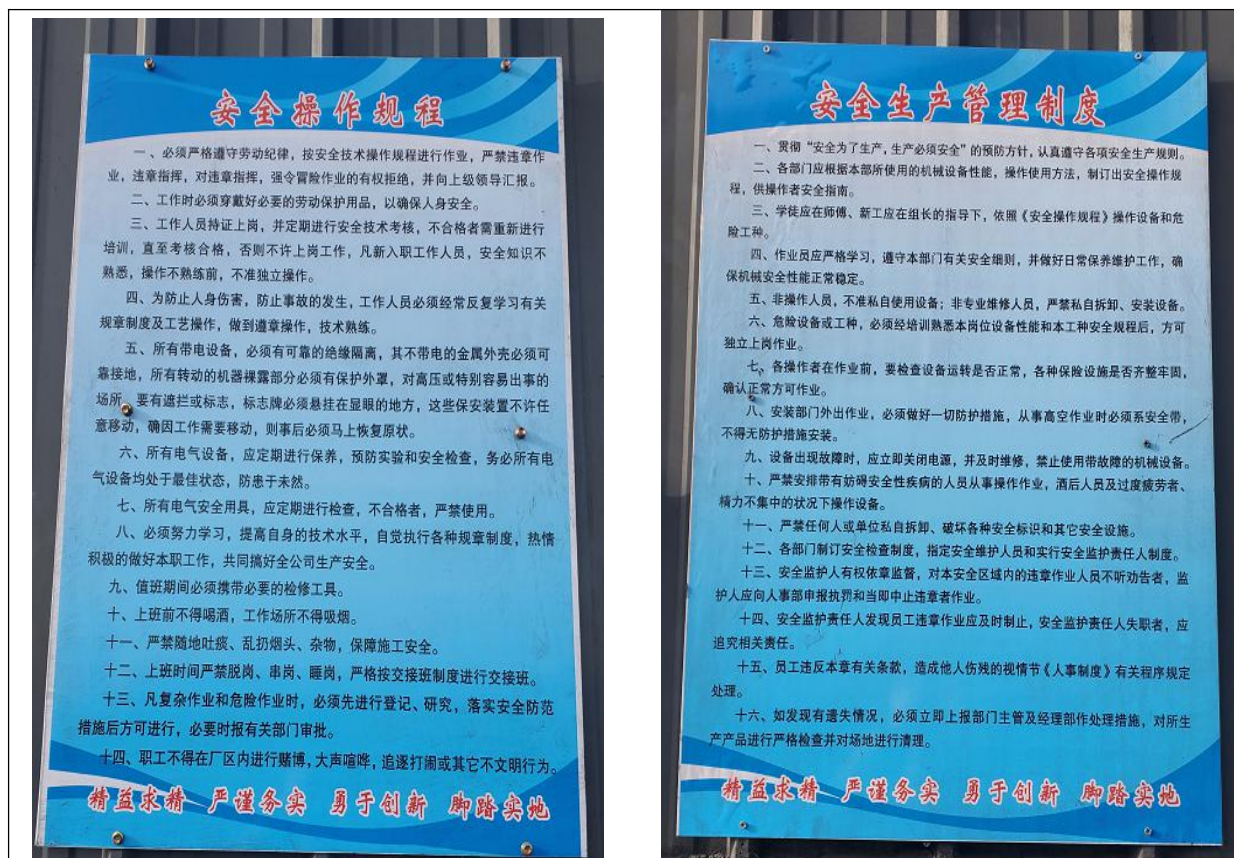 安全操作规程
一、必须严格遵守劳动纪律，按安全技术操作规程进行作业，严禁违章作
业，违章指挥，对违章指挥，强令冒险作业的有权拒绝，并向上级领导汇报。
二、工作时必须穿戴好必要的劳动保护用品，以确保人身安全。
三、工作人员持证上岗，并定期进行安全技术考核，不合格者需重新进行
培训，直至考核合格，否则不许上岗工作，凡新入职工作人员，安全知识不
熟悉，操作不熟练前，不准独立操作。
四、为防止人身伤害，防止事故的发生，工作人员必须经常反复学习有关
规章制度及工艺操作，做到遵章操作，技术熟练。
五、所有带电设备，必须有可靠的绝缘隔离，其不带电的金属外壳必须可
靠接地，所有转动的机器裸露部分必须有保护外罩，对高压或特别容易出事的
场所，要有遮拦或标志，标志牌必须悬挂在显眼的地方，这些保安装置不许任
意移动，确因工作需要移动，则事后必须马上恢复原状。
六、所有电气设备，应定期进行保养，预防实验和安全检查，务必所有电
气设备均处于最佳状态，防患于未然。
七、所有电气安全用具，应定期进行检查，不合格者，严禁使用。
八、必须努力学习，提高自身的技术水平，自觉执行各种规章制度，热情
积极的做好本职工作，共同搞好全公司生产安全。
九、值班期间必须携带必要的检修工具。
十、上班前不得喝酒，工作场所不得吸烟。
十一、严禁随地吐痰、乱扔烟头、杂物，保障施工安全。
十二、上班时间严禁脱岗、串岗、睡岗，严格按交接班制度进行交接班。
十三、凡复杂作业和危险作业时，必须先进行登记、研究，落实安全防范
措施后方可进行，必要时报有关部门审批。
十四、职工不得在厂区内进行赌博，大声喧哗，追逐打闹或其它不文明行为。
精益求精 严谨务实 勇于创新 脚踏实地
安全生产管理制度
一、贯彻“安全为了生产，生产必须安全”的预防方针，认真遵守各项安全生产规则。
二、各部门应根据本部所使用的机械设备性能，操作使用方法，制订出安全操作规
程，供操作者安全指南。
三、学徒应在师傅、新工应在组长的指导下，依照《安全操作规程》操作设备和危
险工种。
四、作业员应严格学习，遵守本部门有关安全细则，并做好日常保养维护工作，确
保机械安全性能正常稳定。
五、非操作人员，不准私自使用设备；非专业维修人员，严禁私自拆卸、安装设备。
六、危险设备或工种，必须经培训熟悉本岗位设备性能和本工种安全规程后，方可
独立上岗作业。
七、各操作者在作业前，要检查设备运转是否正常，各种保险设施是否齐整牢固，
确认正常方可作业。
八、安装部门外出作业，必须做好一切防护措施，从事高空作业时必须系安全带，
不得无防护措施安装。
九、设备出现故障时，应立即关闭电源，并及时维修，禁止使用带故障的机械设备。
十、严禁安排带有妨碍安全性疾病的人员从事操作作业，酒后人员及过度疲劳者、
精力不集中的状况下操作设备。
十一、严禁任何人或单位私自拆卸、破坏各种安全标识和其它安全设施。
十二、各部门制订安全检查制度，指定安全维护人员和实行安全监护责任人制度。
十三、安全监护人有权依章监督，对本安全区域内的违章作业人员不听劝告者，监
护人应向人事部申报执罚和当即中止违章者作业。
十四、安全监护责任人发现员工违章作业应及时制止，安全监护责任人失职者，应
追究相关责任。
十五、员工违反本章有关条款，造成他人伤残的视情节《人事制度》有关程序规定
处理。
十六、如发现有遗失情况，必须立即上报部门主管及经理部作处理措施，对所生
产产品进行严格检查并对场地进行清理。
精益求精 严谨务实 勇于创新 脚踏实地